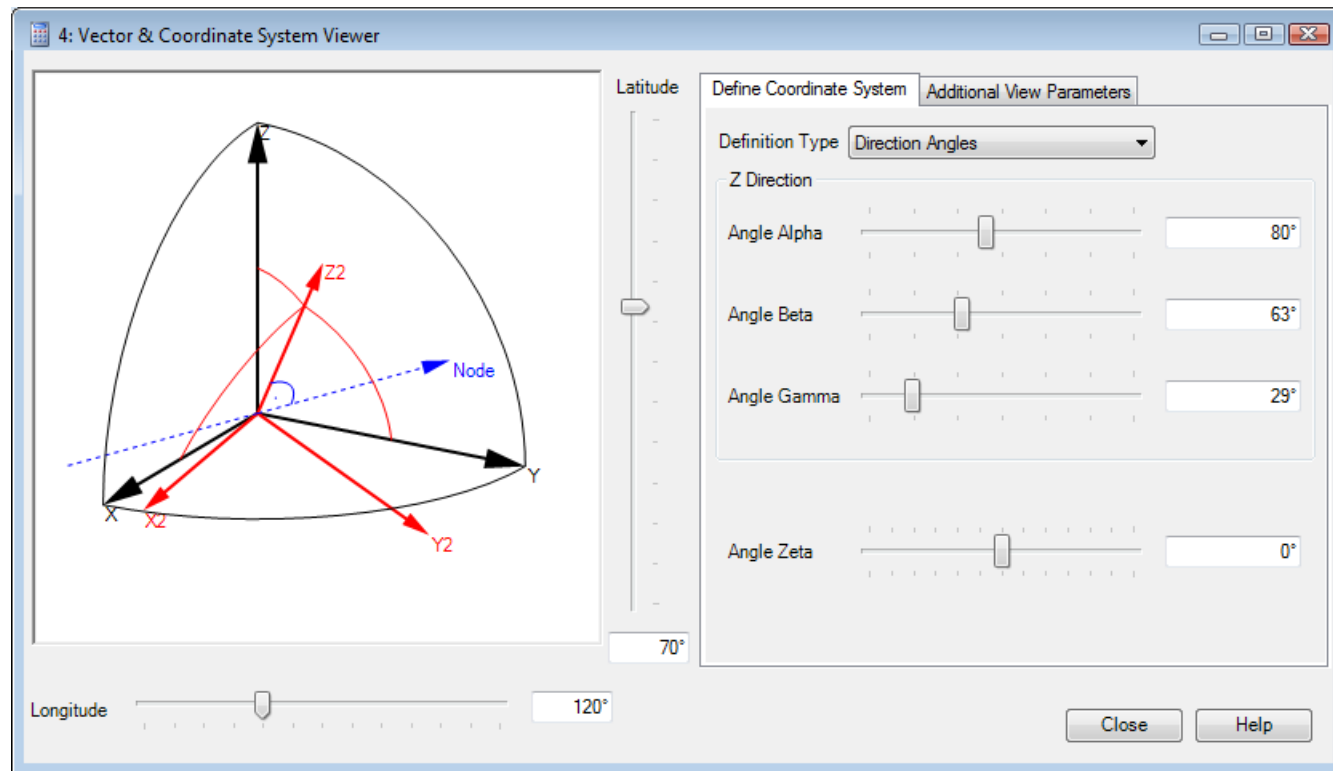 4: Vector & Coordinate System Viewer
Z
Z2
Node
X
X2
Y
Y2
Latitude
70°
Longitude
120°
Define Coordinate System
Additional View Parameters
Definition Type
Direction Angles
Z Direction
Angle Alpha
80°
Angle Beta
63°
Angle Gamma
29°
Angle Zeta
0°
Close
Help